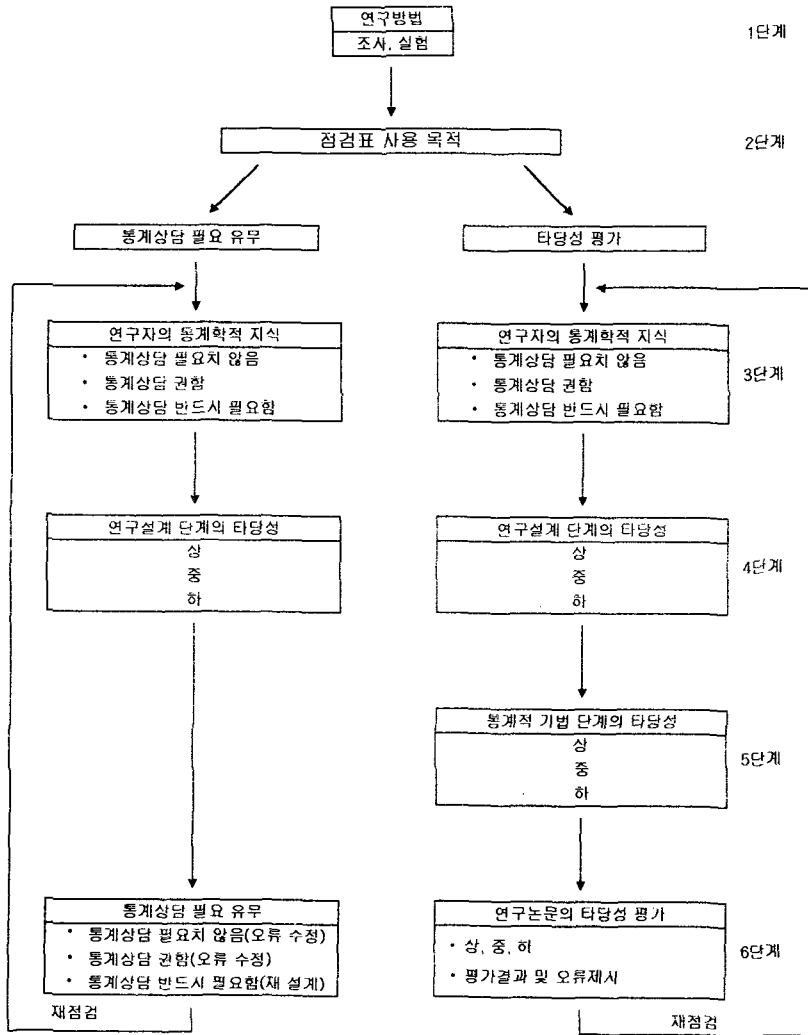 연구방법
조사, 실험
1단계
점검표 사용 목적
2단계
통계상담 필요 유무
타당성 평가
연구자의 통계학적 지식
• 통계상담 필요치 않음
• 통계상담 권함
• 통계상담 반드시 필요함
연구자의 통계학적 지식
• 통계상담 필요치 않음
• 통계상담 권함
• 통계상담 반드시 필요함
3단계
연구설계 단계의 타당성
상
중
하
연구설계 단계의 타당성
상
중
하
4단계
통계적 기법 단계의 타당성
상
중
하
5단계
통계상담 필요 유무
• 통계상담 필요치 않음(오류 수정)
• 통계상담 권함(오류 수정)
• 통계상담 반드시 필요함(재 설계)
연구논문의 타당성 평가
• 상, 중, 하
• 평가결과 및 오류제시
6단계
재점검
재점검